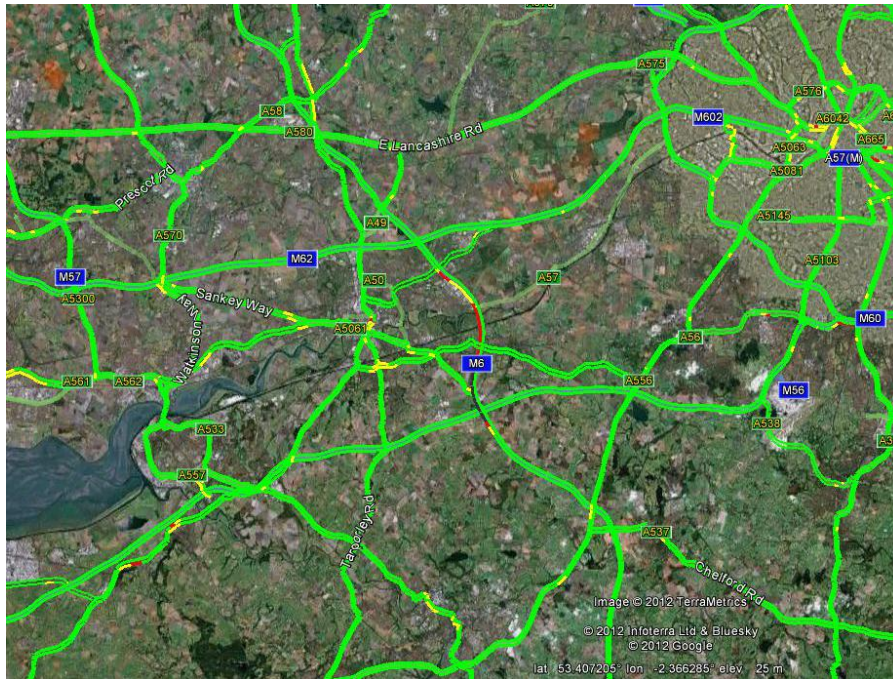 A58
A580
E Lancashire Rd
A575
A576
M602
A6042
A665
A5063
A57(M)
A5081
Prescot Rd
A49
A570
A5145
M62
M57
A50
A57
A5103
A5300
Sankey Way
Watkinson Way
A5061
M60
A56
M6
A561
A562
A556
M56
A538
A533
A557
Tarporley Rd
A537
Chelford Rd
Image © 2012 TerraMetrics
© 2012 Infoterra Ltd & Bluesky
© 2012 Google
lat 53.407205° lon -2.366285° elev 25 m